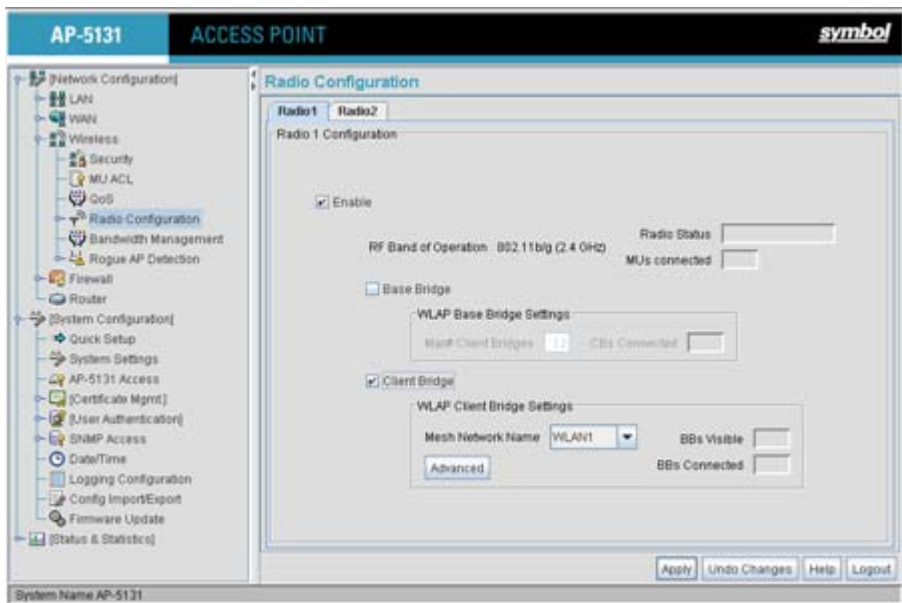 AP-5131 ACCESS POINT symbol
[Network Configuration]
LAN
WAN
Wireless
Security
MU ACL
QoS
Radio Configuration
Bandwidth Management
Rogue AP Detection
Firewall
Router
[System Configuration]
Quick Setup
System Settings
AP-5131 Access
[Certificate Mgmt]
[User Authentication]
SNMP Access
Date/Time
Logging Configuration
Config Import/Export
Firmware Update
[Status & Statistics]
Radio Configuration
Radio1 Radio2
Radio 1 Configuration
Enable
Radio Status
RF Band of Operation 802.11b/g (2.4 GHz)
MUs connected
Base Bridge
WLAP Base Bridge Settings
Max# Client Bridges 12 CBs Connected
Client Bridge
WLAP Client Bridge Settings
Mesh Network Name WLAN1 BBs Visible
Advanced BBs Connected
Apply Undo Changes Help Logout
System Name AP-5131